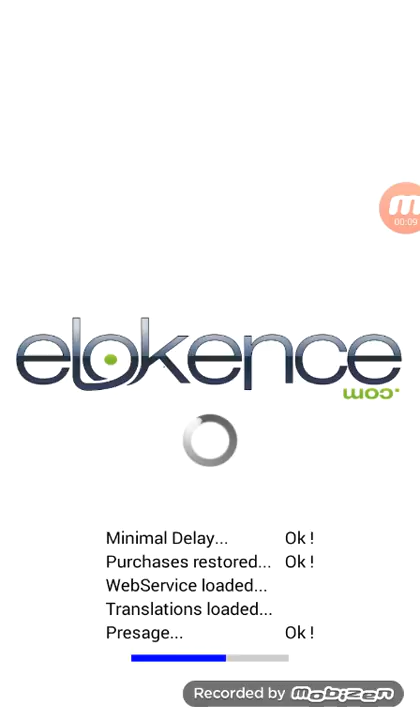 m
00:09
elokence
.com
Minimal Delay... Ok !
Purchases restored... Ok !
WebService loaded...
Translations loaded...
Presage... Ok !
Recorded by mobizen